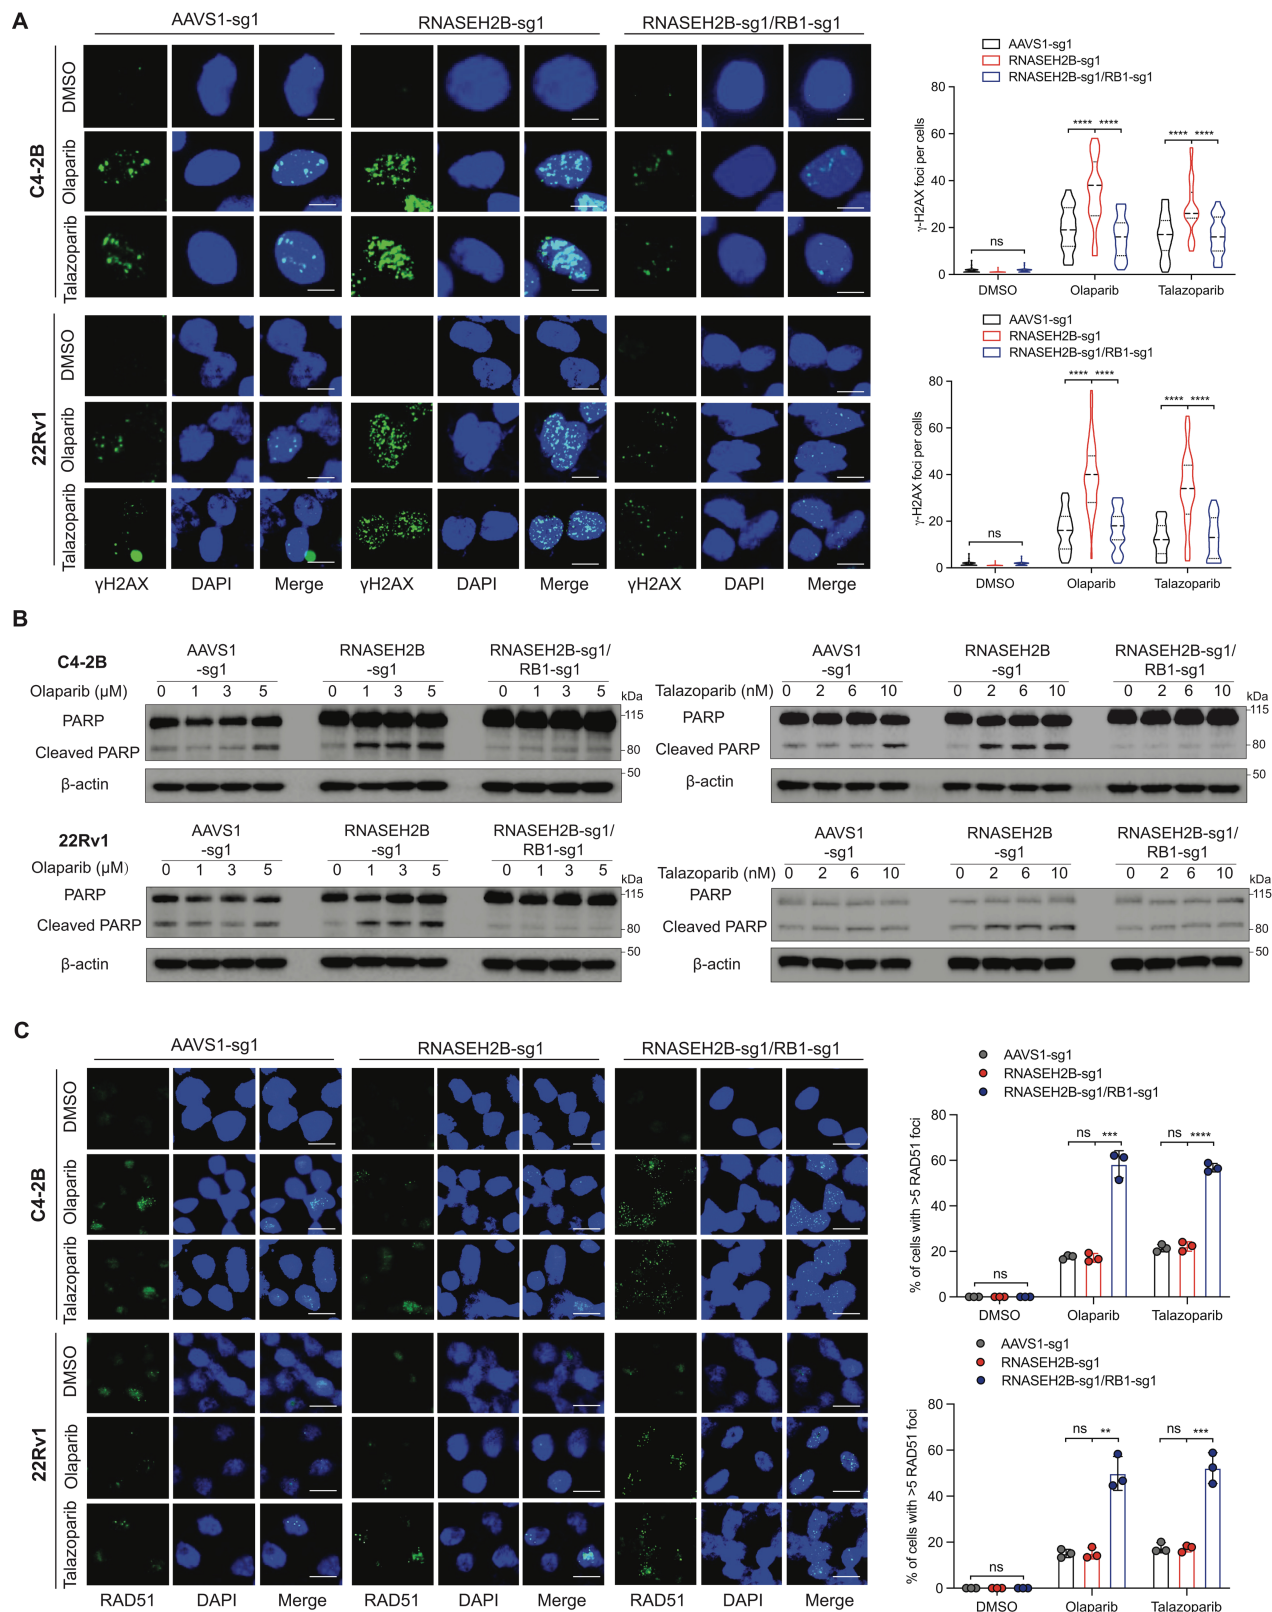 A
AAVS1-sg1
RNASEH2B-sg1
RNASEH2B-sg1/RB1-sg1
C4-2B
DMSO
Olaparib
Talazoparib
22Rv1
DMSO
Olaparib
Talazoparib
γH2AX DAPI Merge γH2AX DAPI Merge γH2AX DAPI Merge
AAVS1-sg1
RNASEH2B-sg1
RNASEH2B-sg1/RB1-sg1
γ-H2AX foci per cells
80
60
40
20
0
ns
**** ****
**** ****
DMSO Olaparib Talazoparib
AAVS1-sg1
RNASEH2B-sg1
RNASEH2B-sg1/RB1-sg1
γ-H2AX foci per cells
80
60
40
20
0
ns
**** ****
**** ****
DMSO Olaparib Talazoparib
B
C4-2B
AAVS1
-sg1
RNASEH2B
-sg1
RNASEH2B-sg1/
RB1-sg1
Olaparib (µM) 0 1 3 5 0 1 3 5 0 1 3 5
kDa
PARP
115
Cleaved PARP
80
50
β-actin
AAVS1
-sg1
RNASEH2B
-sg1
RNASEH2B-sg1/
RB1-sg1
Talazoparib (nM) 0 2 6 10 0 2 6 10 0 2 6 10
kDa
PARP
115
Cleaved PARP
80
50
β-actin
22Rv1
AAVS1
-sg1
RNASEH2B
-sg1
RNASEH2B-sg1/
RB1-sg1
Olaparib (µM) 0 1 3 5 0 1 3 5 0 1 3 5
kDa
PARP
115
Cleaved PARP
80
50
β-actin
AAVS1
-sg1
RNASEH2B
-sg1
RNASEH2B-sg1/
RB1-sg1
Talazoparib (nM) 0 2 6 10 0 2 6 10 0 2 6 10
kDa
PARP
115
Cleaved PARP
80
50
β-actin
C
AAVS1-sg1
RNASEH2B-sg1
RNASEH2B-sg1/RB1-sg1
C4-2B
DMSO
Olaparib
Talazoparib
22Rv1
DMSO
Olaparib
Talazoparib
RAD51 DAPI Merge RAD51 DAPI Merge RAD51 DAPI Merge
AAVS1-sg1
RNASEH2B-sg1
RNASEH2B-sg1/RB1-sg1
% of cells with >5 RAD51 foci
80
60
40
20
0
ns
ns ***
ns ****
DMSO Olaparib Talazoparib
AAVS1-sg1
RNASEH2B-sg1
RNASEH2B-sg1/RB1-sg1
% of cells with >5 RAD51 foci
80
60
40
20
0
ns
ns **
ns ***
DMSO Olaparib Talazoparib